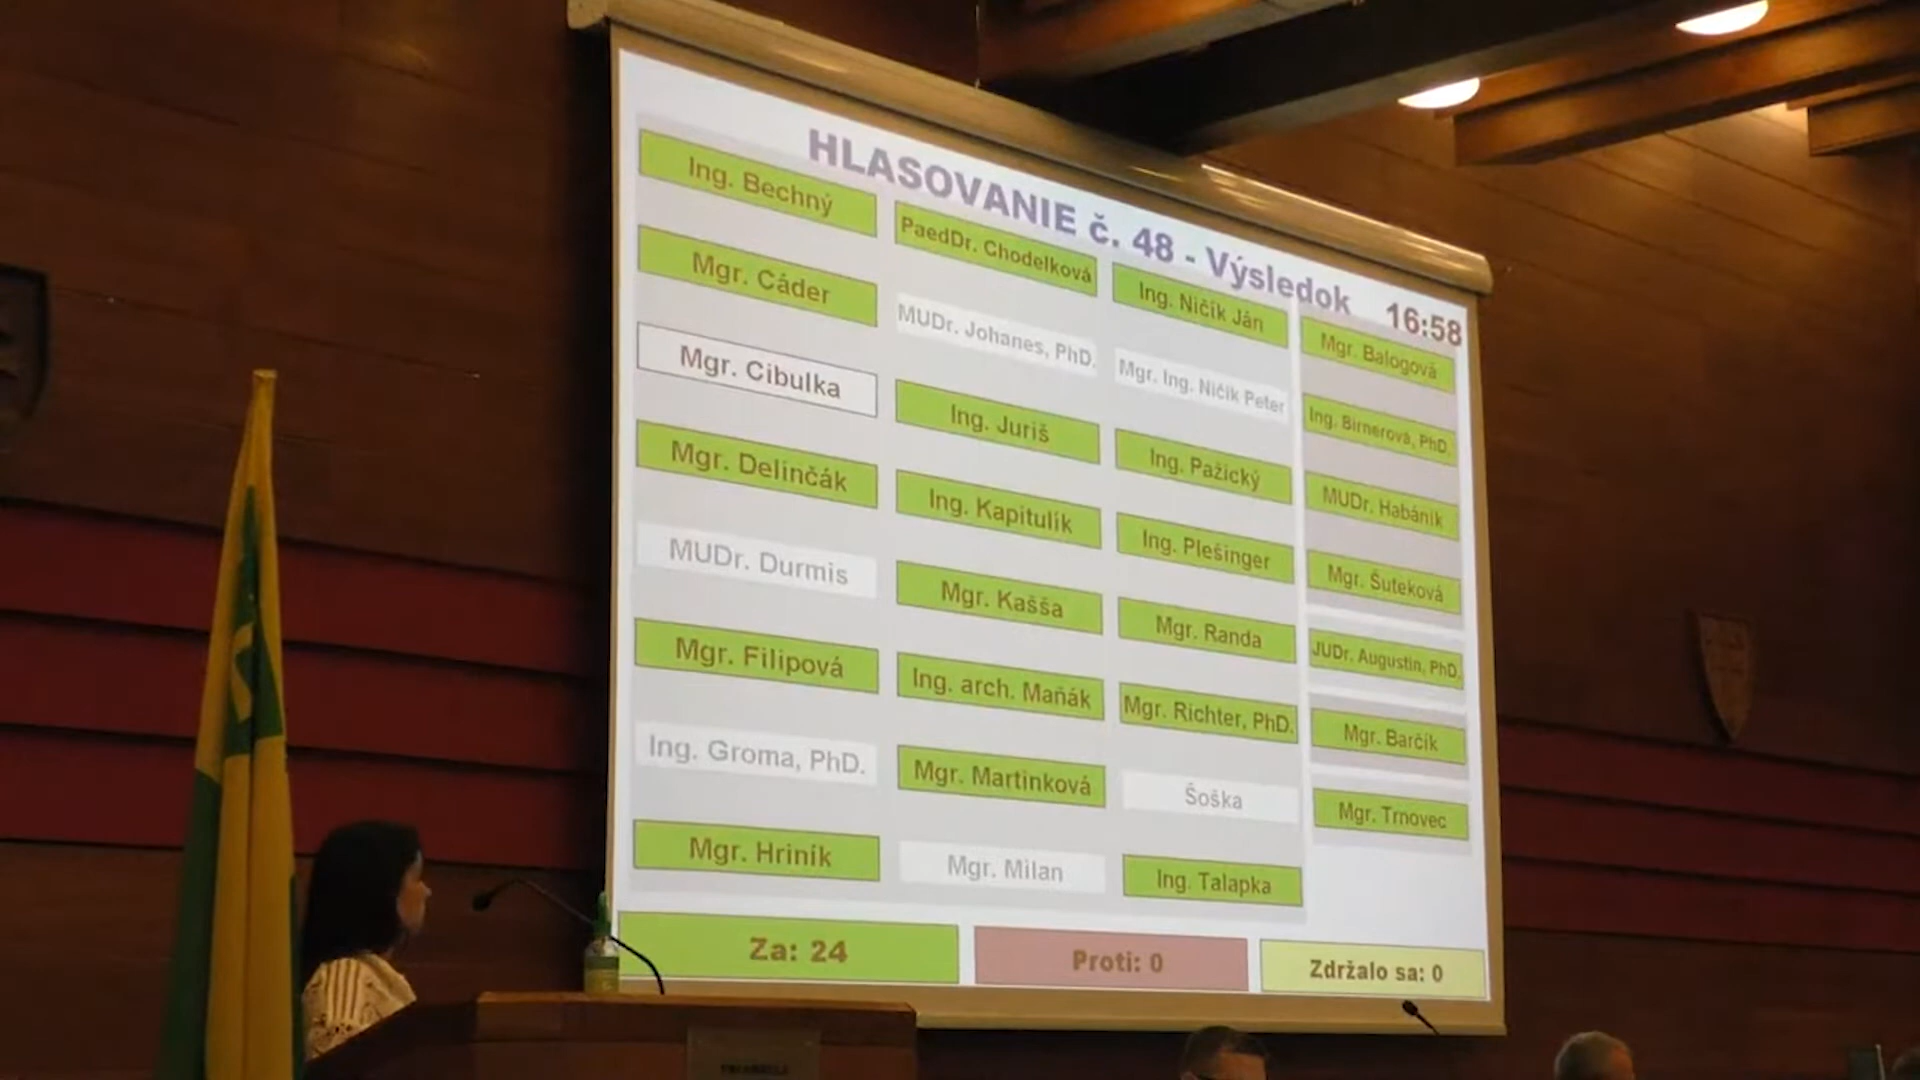 HLASOVANIE č. 48 - Výsledok 16:58
Ing. Bechný
Mgr. Cáder
Mgr. Cibulka
Mgr. Delinčák
MUDr. Durmis
Mgr. Filipová
Ing. Groma, PhD.
Mgr. Hriník
PaedDr. Chodelková
MUDr. Johanes, PhD.
Ing. Juriš
Ing. Kapitulík
Mgr. Kašša
Ing. arch. Maňák
Mgr. Martinková
Mgr. Milan
Ing. Ničík Ján
Mgr. Ing. Ničík Peter
Ing. Pažický
Ing. Plešinger
Mgr. Randa
Mgr. Richter, PhD.
Šoška
Ing. Talapka
Mgr. Balogová
Ing. Birnerová, PhD.
MUDr. Habánik
Mgr. Šuteková
JUDr. Augustín, PhD.
Mgr. Barčík
Mgr. Trnovec
Za: 24
Proti: 0
Zdržalo sa: 0